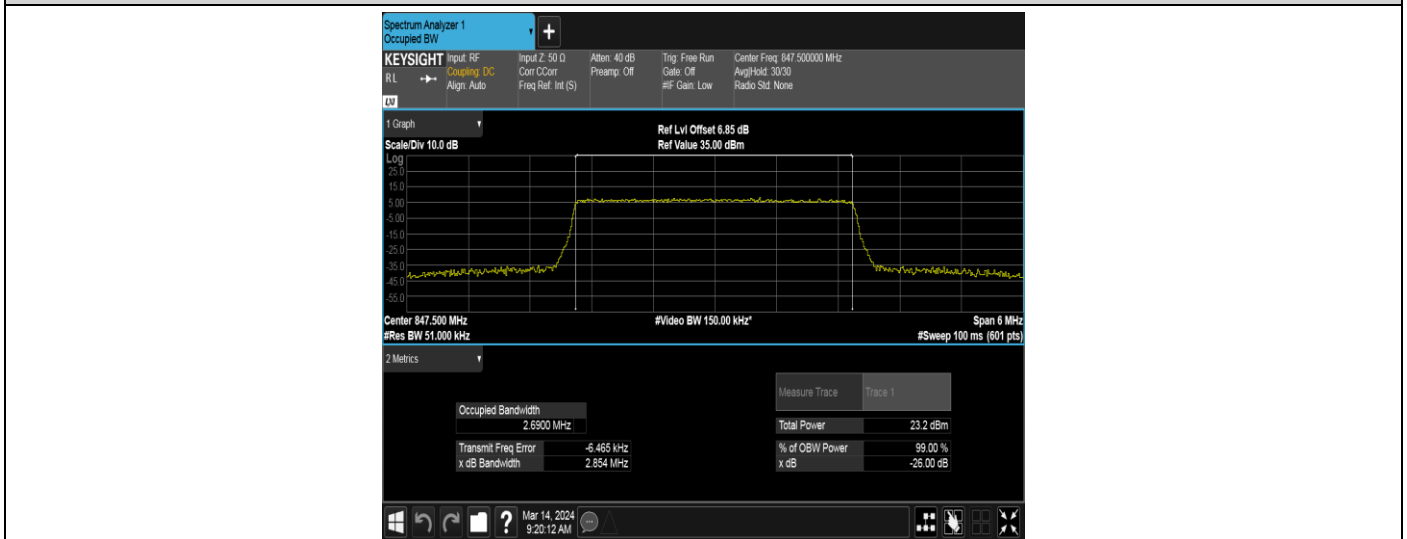 Spectrum Analyzer 1
Occupied BW
+
KEYSIGHT Input: RF Input Z: 50 Ω Atten: 40 dB Trig: Free Run Center Freq: 847.500000 MHz
RL Coupling: DC Corr CCorr Preamp: Off Gate: Off Avg|Hold: 30/30
Align: Auto Freq Ref: Int (S) #IF Gain: Low Radio Std: None
LXI
1 Graph Ref Lvl Offset 6.85 dB
Scale/Div 10.0 dB Ref Value 35.00 dBm
Log
25.0
15.0
5.00
-5.00
-15.0
-25.0
-35.0
-45.0
-55.0
Center 847.500 MHz #Video BW 150.00 kHz* Span 6 MHz
#Res BW 51.000 kHz #Sweep 100 ms (601 pts)
2 Metrics
Measure Trace Trace 1
Occupied Bandwidth
2.6900 MHz Total Power 23.2 dBm
Transmit Freq Error -6.465 kHz % of OBW Power 99.00 %
x dB Bandwidth 2.854 MHz x dB -26.00 dB
? Mar 14, 2024
9:20:12 AM